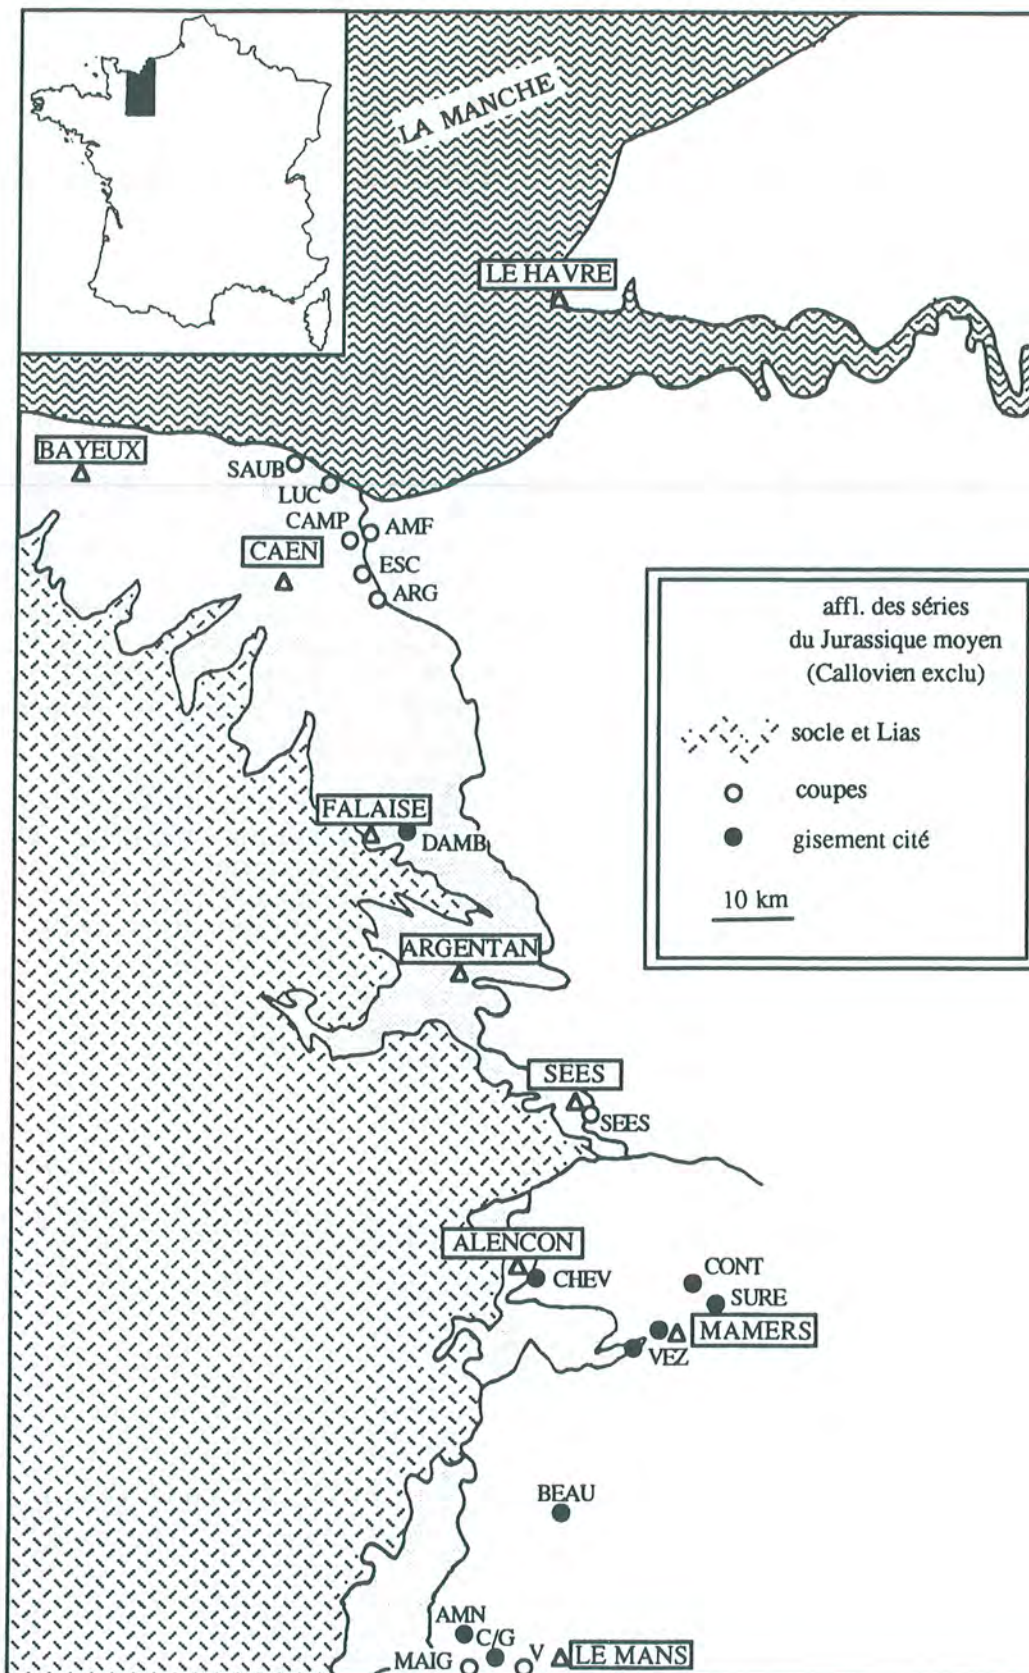 LA MANCHE
LE HAVRE
BAYEUX
SAUB
LUC
CAMP
AMF
CAEN
ESC
ARG
affl. des séries
du Jurassique moyen
(Callovien exclu)
socle et Lias
coupes
gisement cité
10 km
FALAISE
DAMB
ARGENTAN
SEES
SEES
ALENCON
CHEV
CONT
SURE
MAMERS
VEZ
BEAU
AMN
C/G
MAIG
V
LE MANS